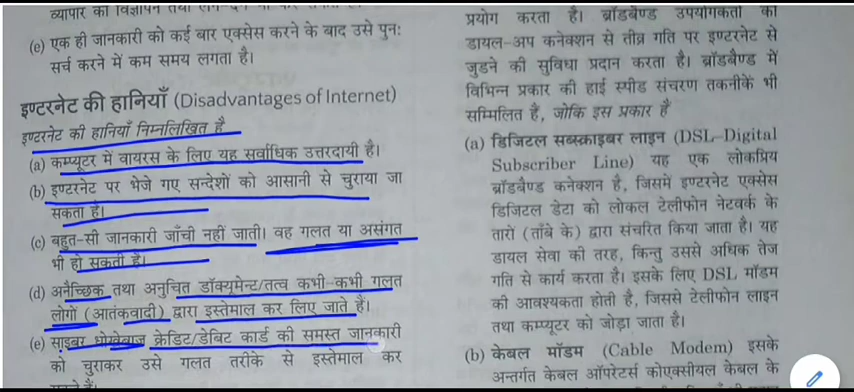 व्यापार का विज्ञापन तथा लेन-देन भी कर सकते हैं।
(e) एक ही जानकारी को कई बार एक्सेस करने के बाद उसे पुन:
सर्च करने में कम समय लगता है।
इण्टरनेट की हानियाँ (Disadvantages of Internet)
इण्टरनेट की हानियाँ निम्नलिखित है
(a) कम्प्यूटर में वायरस के लिए यह सर्वाधिक उत्तरदायी है।
(b) इण्टरनेट पर भेजे गए सन्देशों को आसानी से चुराया जा
सकता है।
(c) बहुत-सी जानकारी जाँची नहीं जाती। वह गलत या असंगत
भी हो सकती है।
(d) अनैच्छिक तथा अनुचित डॉक्यूमेन्ट/तत्व कभी-कभी गलत
लोगों (आतंकवादी) द्वारा इस्तेमाल कर लिए जाते हैं।
(e) साइबर धोखेबाज क्रेडिट/डेबिट कार्ड की समस्त जानकारी
को चुराकर उसे गलत तरीके से इस्तेमाल कर
सकते हैं।
प्रयोग करता है। ब्रॉडबैण्ड उपयोगकर्ता को
डायल-अप कनेक्शन से तीव्र गति पर इण्टरनेट से
जुड़ने की सुविधा प्रदान करता है। ब्रॉडबैण्ड में
विभिन्न प्रकार की हाई स्पीड संचरण तकनीकें भी
सम्मिलित हैं, जोकि इस प्रकार हैं
(a) डिजिटल सब्स्क्राइबर लाइन (DSL–Digital
Subscriber Line) यह एक लोकप्रिय
ब्रॉडबैण्ड कनेक्शन है, जिसमें इण्टरनेट एक्सेस
डिजिटल डेटा को लोकल टेलीफोन नेटवर्क के
तारों (ताँबे के) द्वारा संचरित किया जाता है। यह
डायल सेवा की तरह, किन्तु उससे अधिक तेज
गति से कार्य करता है। इसके लिए DSL मॉडम
की आवश्यकता होती है, जिससे टेलीफोन लाइन
तथा कम्प्यूटर को जोड़ा जाता है।
(b) केबल मॉडम (Cable Modem) इसके
अन्तर्गत केबल ऑपरेटर्स कोएक्सीयल केबल के